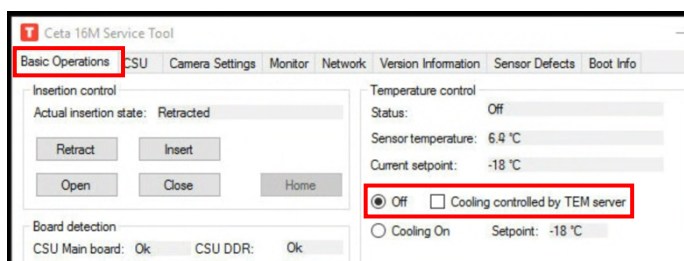 T Ceta 16M Service Tool
Basic Operations CSU Camera Settings Monitor Network Version Information Sensor Defects Boot Info
Insertion control
Actual insertion state: Retracted
Retract Insert
Open Close Home
Board detection
CSU Main board: Ok CSU DDR: Ok
Temperature control
Status: Off
Sensor temperature: °C
Current setpoint: -18 °C
Off Cooling controlled by TEM server
Cooling On Setpoint: -18 °C